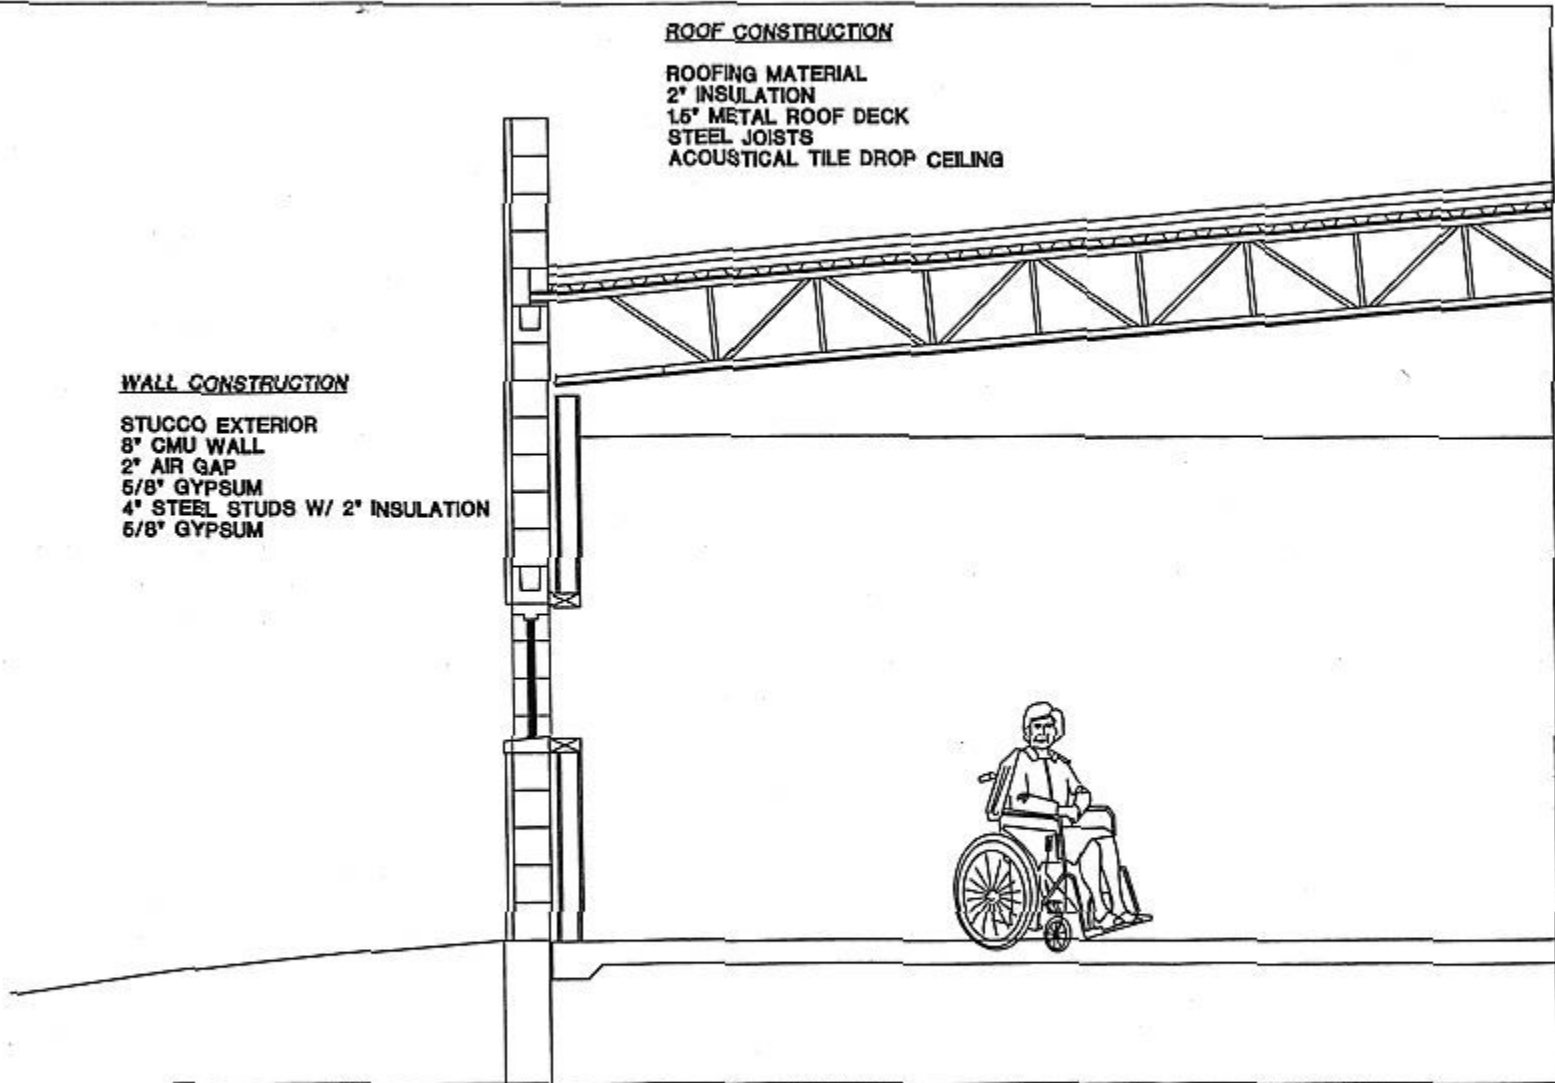 ROOF CONSTRUCTION
ROOFING MATERIAL
2" INSULATION
1.5" METAL ROOF DECK
STEEL JOISTS
ACOUSTICAL TILE DROP CEILING
WALL CONSTRUCTION
STUCCO EXTERIOR
8" CMU WALL
2" AIR GAP
5/8" GYPSUM
4" STEEL STUDS W/ 2" INSULATION
5/8" GYPSUM